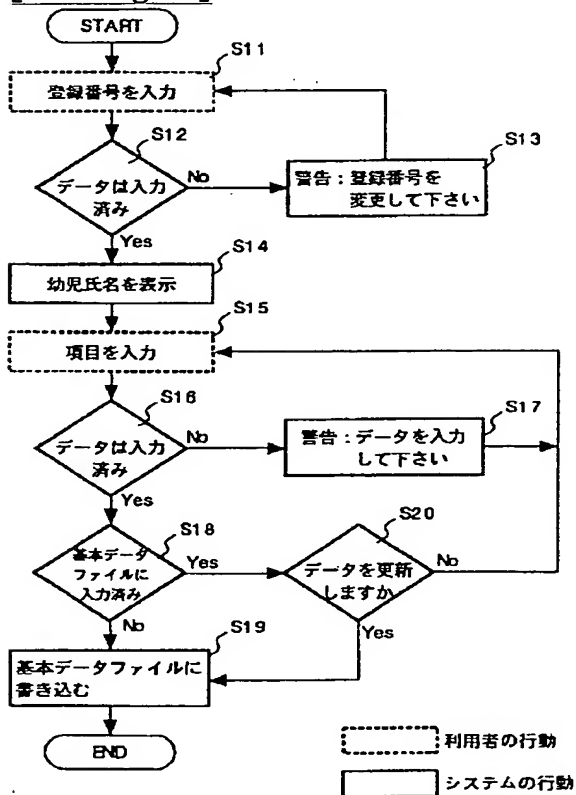 START
S11
登録番号を入力
S12
S13
データは入力
済み
No
警告：登録番号を
変更して下さい
Yes
S14
幼児氏名を表示
S15
項目を入力
S16
S17
データは入力
済み
No
警告：データを入力
して下さい
Yes
S18
S20
基本データ
ファイルに
入力済み
Yes
データを更新
しますか
No
No
Yes
S19
基本データファイルに
書き込む
END
利用者の行動
システムの行動